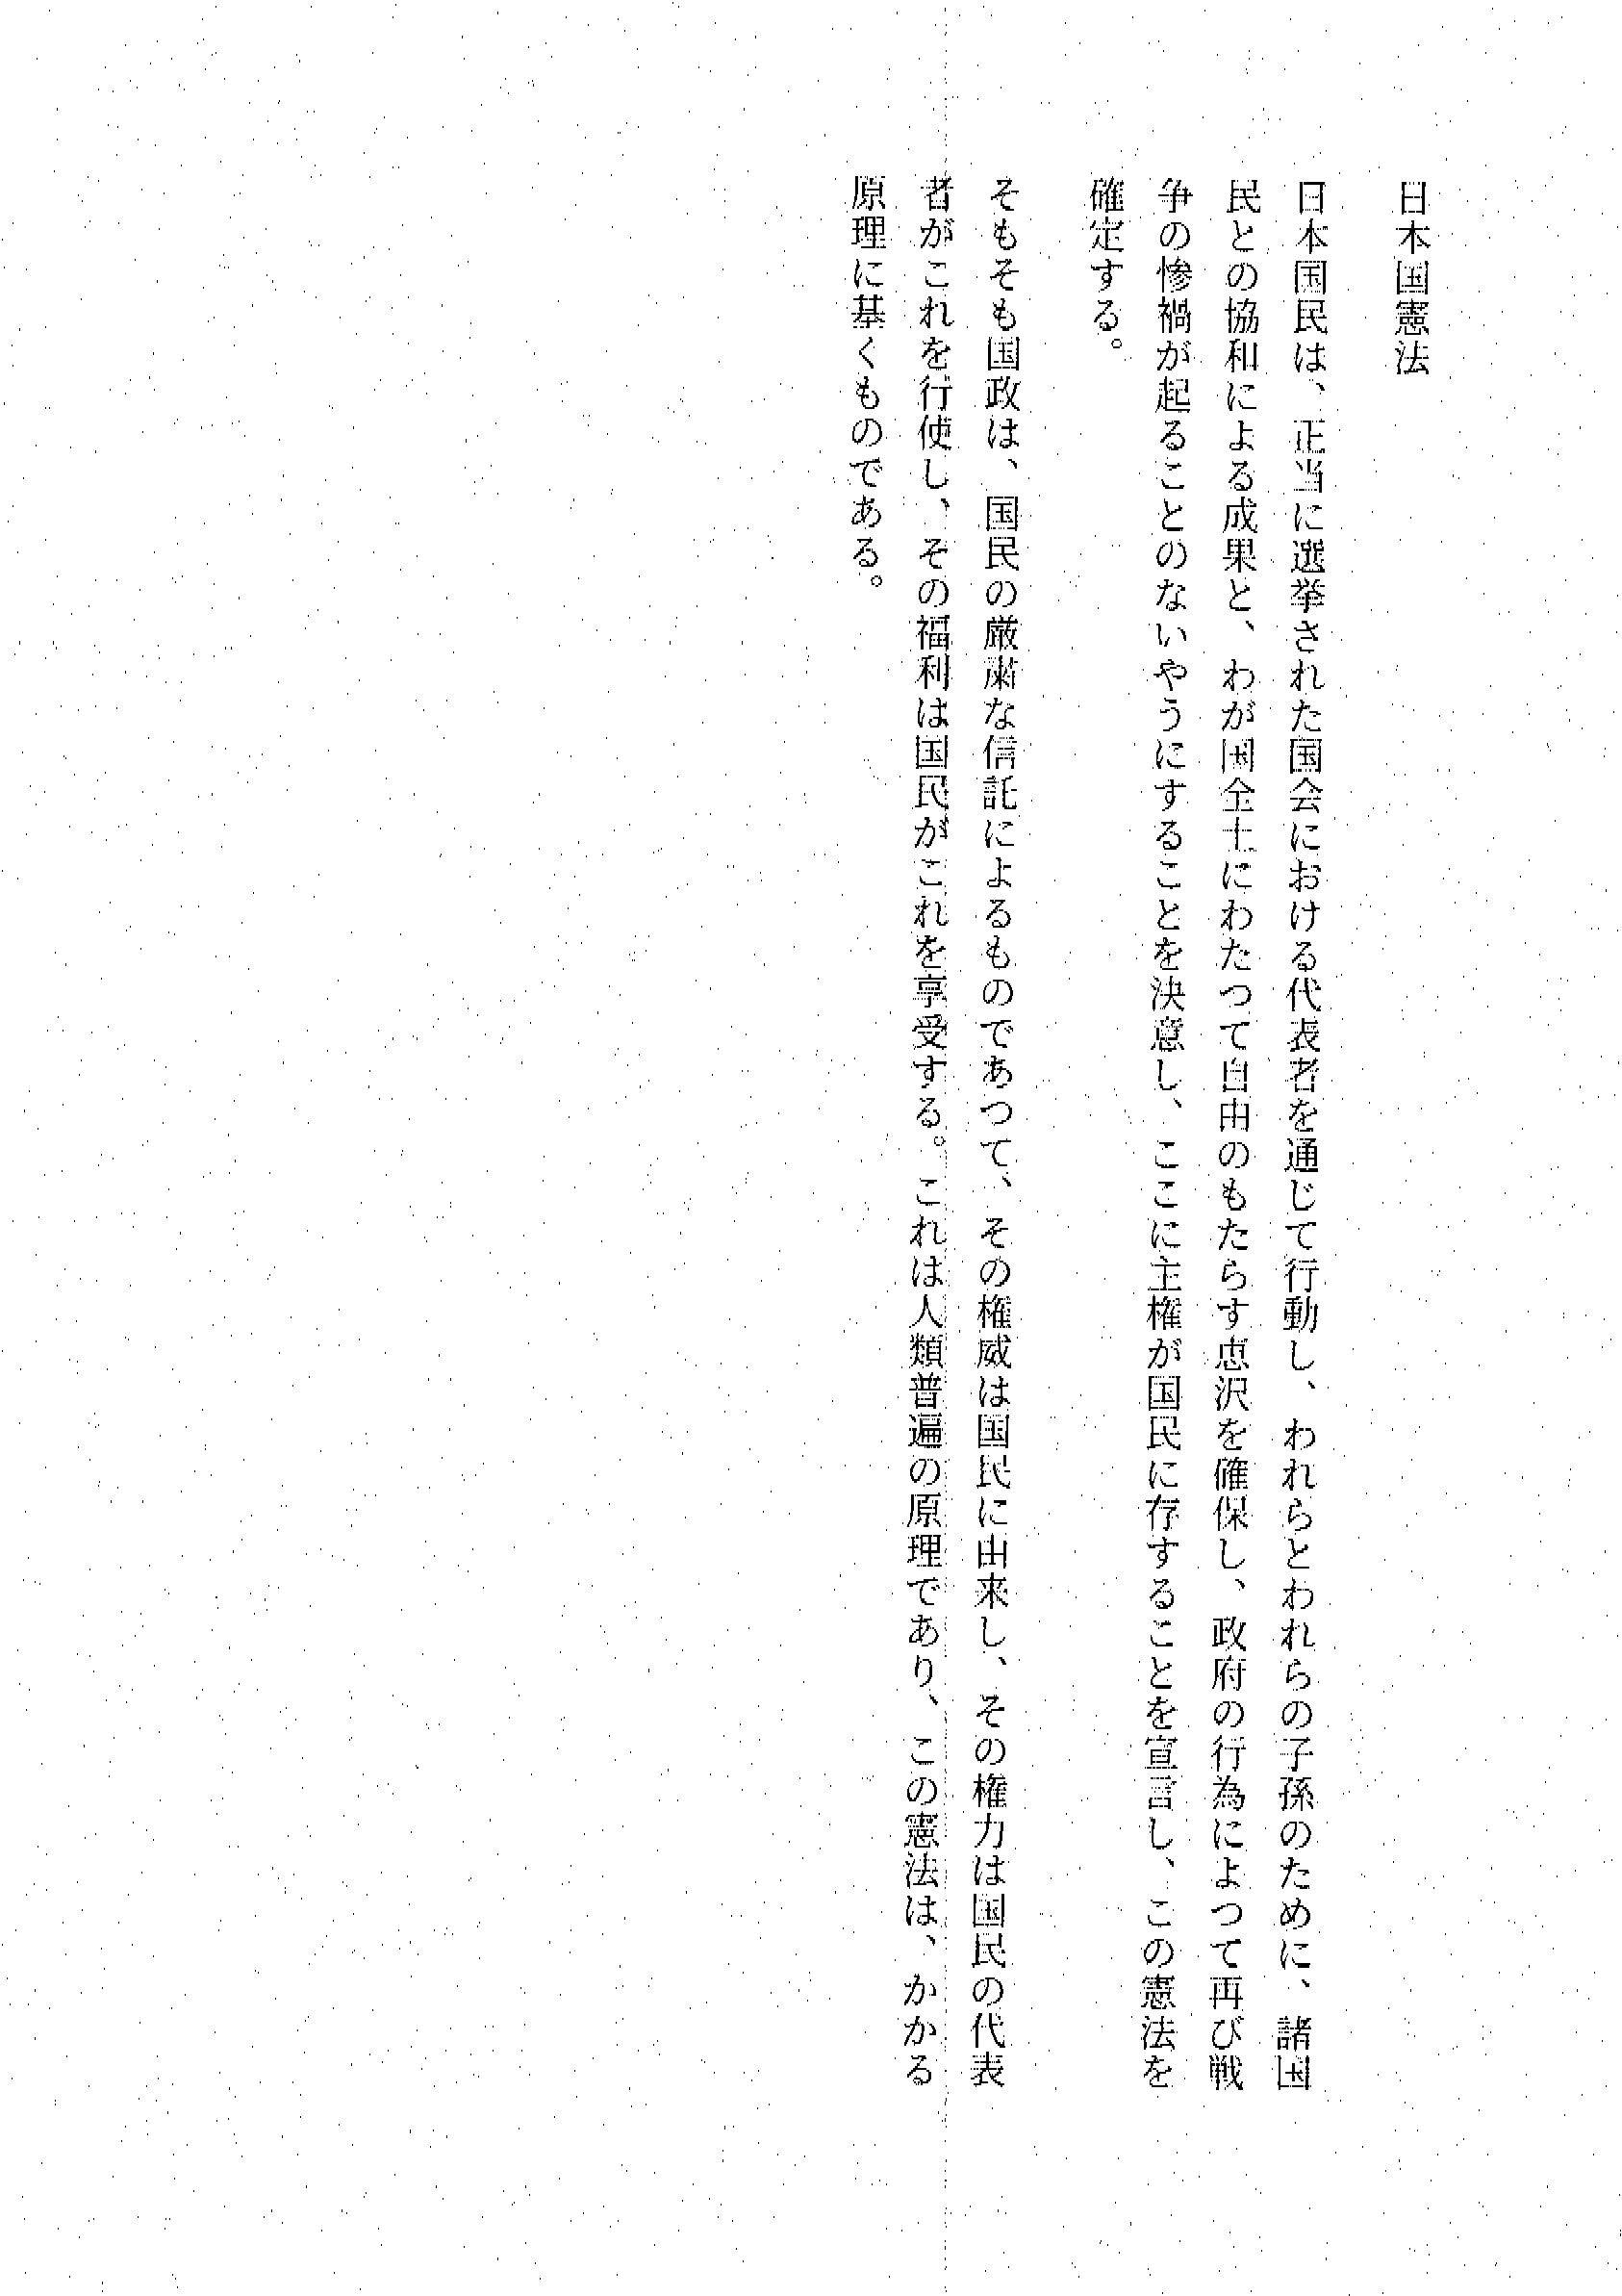 日本国憲法
日本国民は、正当に選挙された国会における代表者を通じて行動し、われらとわれらの子孫のために、諸国
民との協和による成果と、わが国全土にわたつて自由のもたらす恵沢を確保し、政府の行為によつて再び戦
争の惨禍が起ることのないやうにすることを決意し、ここに主権が国民に存することを宣言し、この憲法を
確定する。
そもそも国政は、国民の厳粛な信託によるものであつて、その権威は国民に由来し、その権力は国民の代表
者がこれを行使し、その福利は国民がこれを享受する。これは人類普遍の原理であり、この憲法は、かかる
原理に基くものである。